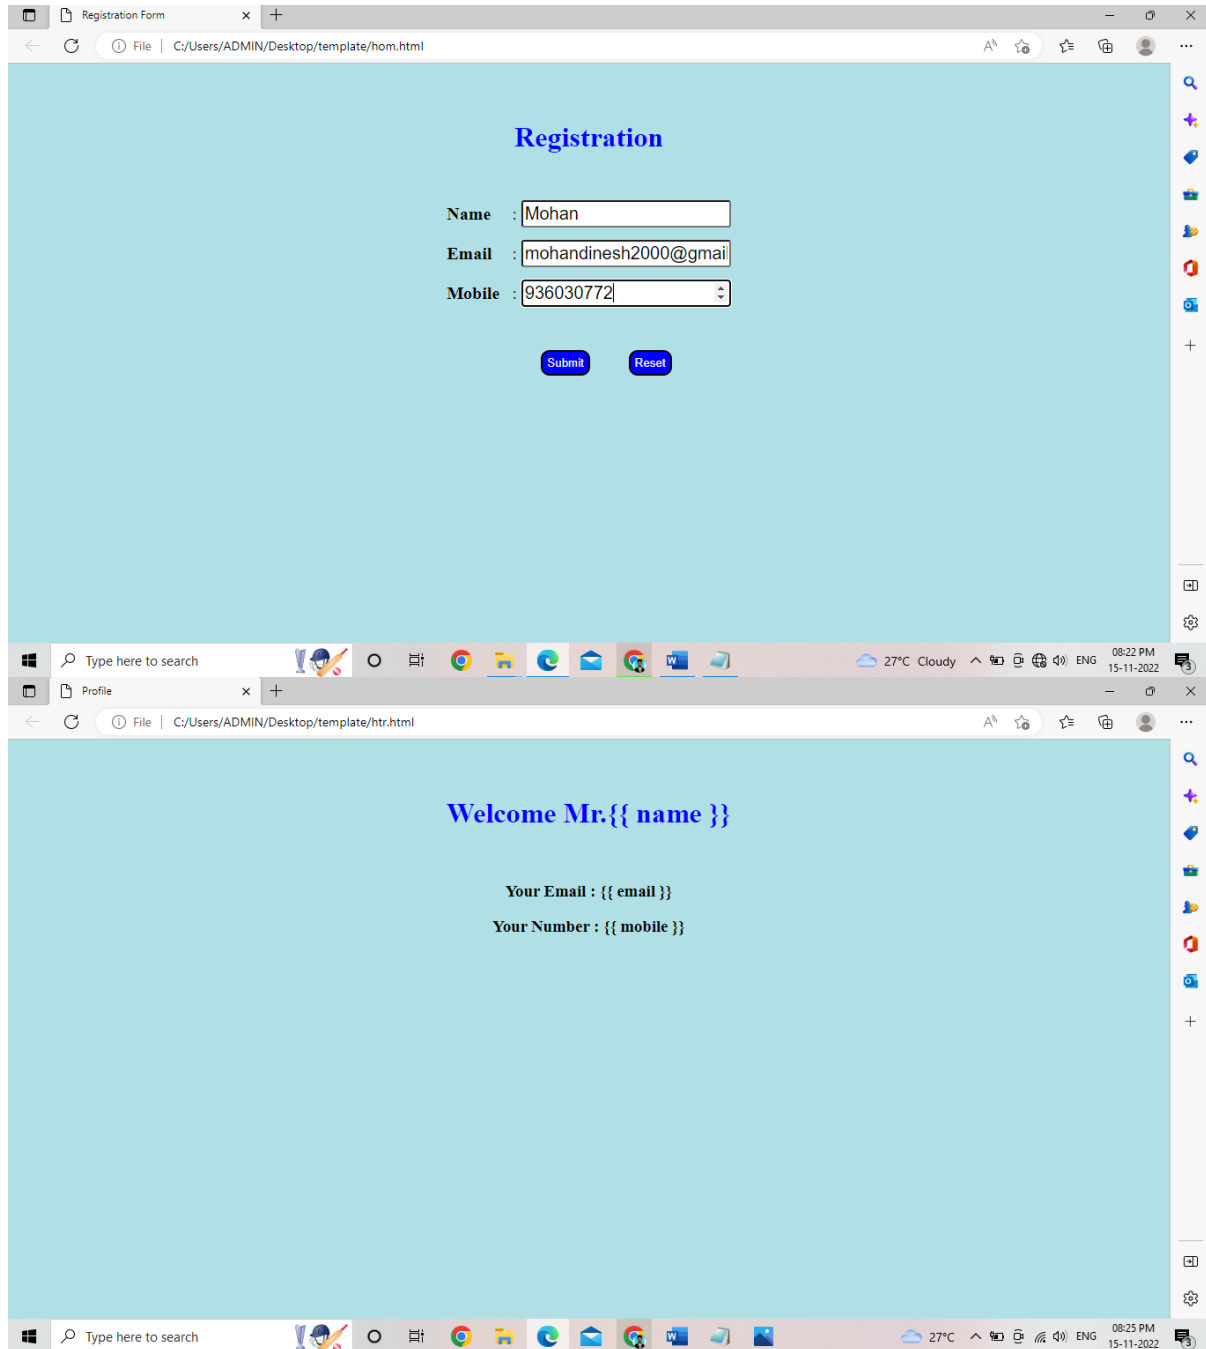 Registration Form
File | C:/Users/ADMIN/Desktop/template/hom.html
Registration
Name : Mohan
Email : mohandinesh2000@gmail
Mobile : 936030772
Submit Reset
Type here to search 27°C Cloudy ENG 08:22 PM
15-11-2022
3
Profile
File | C:/Users/ADMIN/Desktop/template/htr.html
Welcome Mr.{{ name }}
Your Email : {{ email }}
Your Number : {{ mobile }}
Type here to search 27°C ENG 08:25 PM
15-11-2022
3